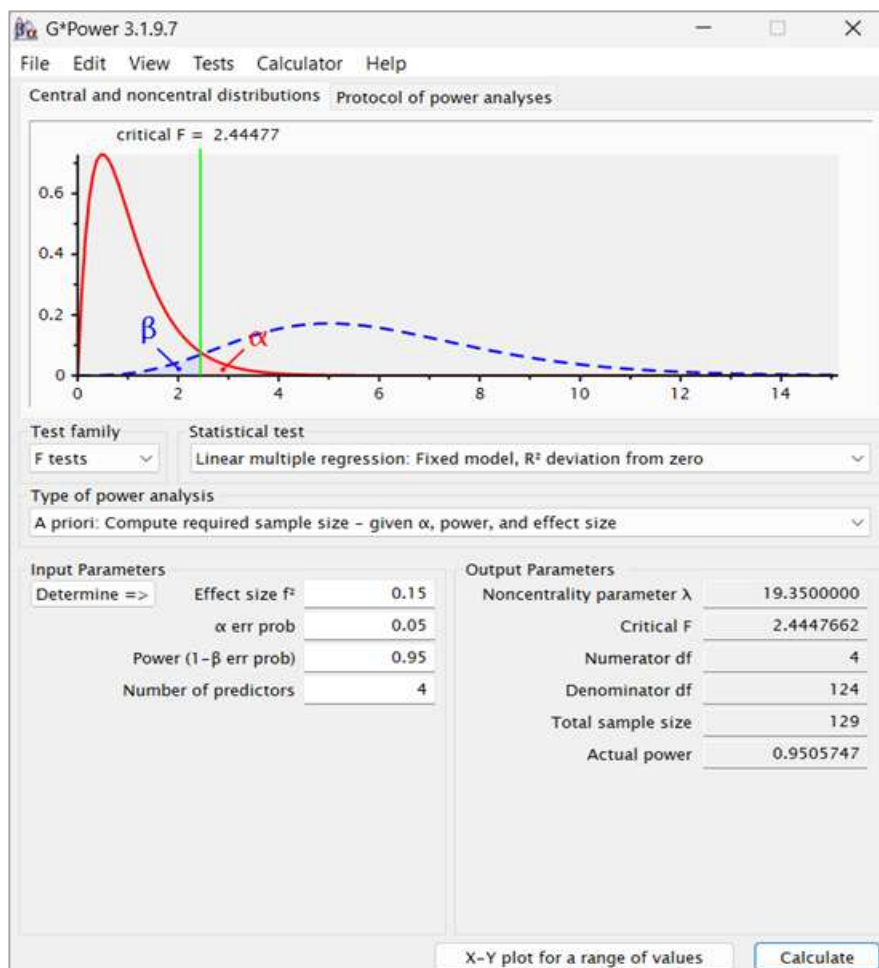 G*Power 3.1.9.7
File Edit View Tests Calculator Help
Central and noncentral distributions Protocol of power analyses
critical F = 2.44477
0.6
0.4
0.2
0
β
α
0 2 4 6 8 10 12 14
Test family Statistical test
F tests Linear multiple regression: Fixed model, R² deviation from zero
Type of power analysis
A priori: Compute required sample size – given α, power, and effect size
Input Parameters
Determine => Effect size f² 0.15
α err prob 0.05
Power (1–β err prob) 0.95
Number of predictors 4
Output Parameters
Noncentrality parameter λ 19.3500000
Critical F 2.4447662
Numerator df 4
Denominator df 124
Total sample size 129
Actual power 0.9505747
X–Y plot for a range of values Calculate